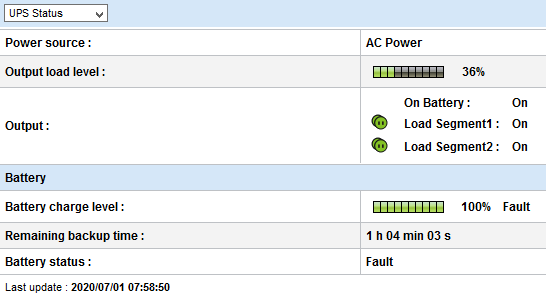 UPS Status
Power source : AC Power
Output load level : 36%
Output :
On Battery : On
Load Segment1 : On
Load Segment2 : On
Battery
Battery charge level : 100% Fault
Remaining backup time : 1 h 04 min 03 s
Battery status : Fault
Last update : 2020/07/01 07:58:50